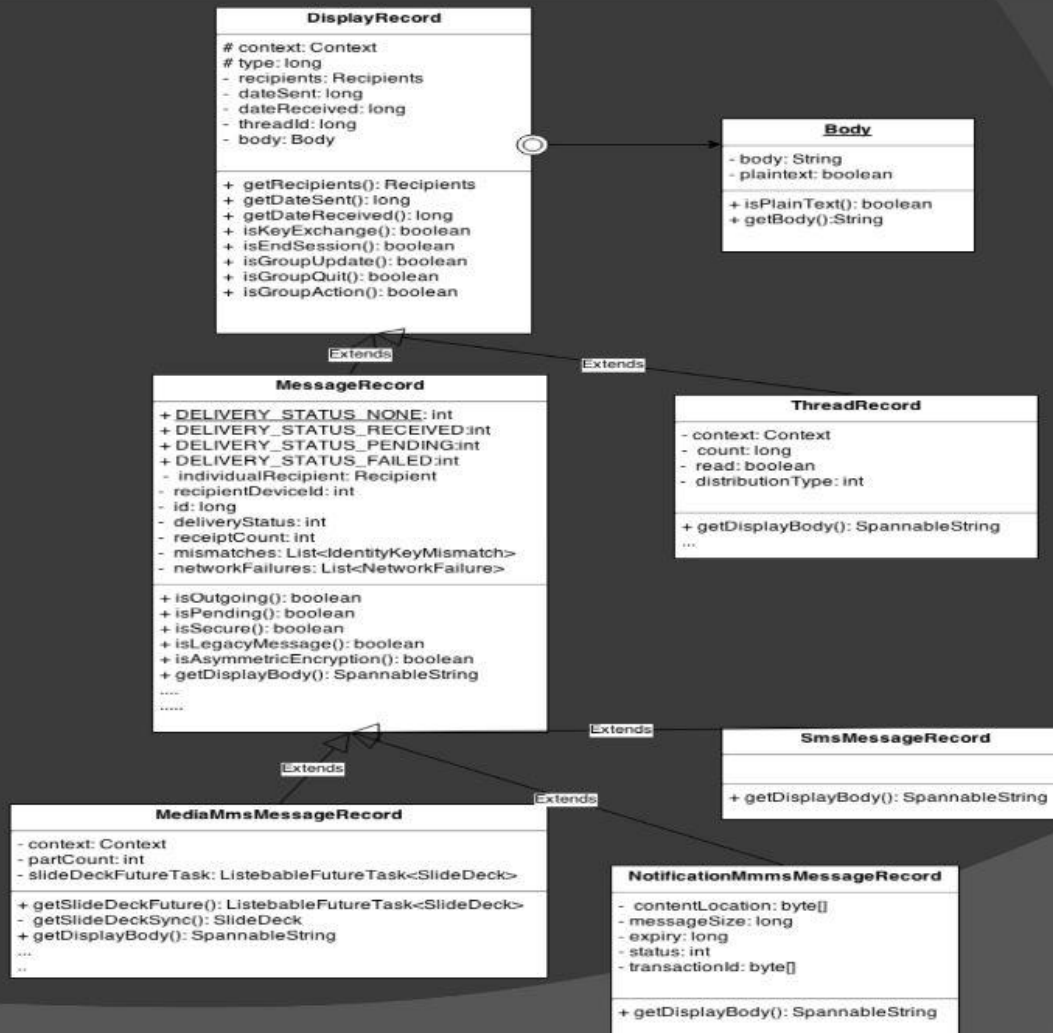 DisplayRecord
# context: Context
# type: long
- recipients: Recipients
- dateSent: long
- dateReceived: long
- threadId: long
- body: Body
+ getRecipients(): Recipients
+ getDateSent(): long
+ getDateReceived(): long
+ isKeyExchange(): boolean
+ isEndSession(): boolean
+ isGroupUpdate(): boolean
+ isGroupQuit(): boolean
+ isGroupAction(): boolean
Body
- body: String
- plaintext: boolean
+ isPlainText(): boolean
+ getBody():String
Extends
Extends
MessageRecord
+ DELIVERY_STATUS_NONE: int
+ DELIVERY_STATUS_RECEIVED:int
+ DELIVERY_STATUS_PENDING:int
+ DELIVERY_STATUS_FAILED:int
- individualRecipient: Recipient
- recipientDeviceId: int
- id: long
- deliveryStatus: int
- receiptCount: int
- mismatches: List<IdentityKeyMismatch>
- networkFailures: List<NetworkFailure>
+ isOutgoing(): boolean
+ isPending(): boolean
+ isSecure(): boolean
+ isLegacyMessage(): boolean
+ isAsymmetricEncryption(): boolean
+ getDisplayBody(): SpannableString
....
.....
ThreadRecord
- context: Context
- count: long
- read: boolean
- distributionType: int
+ getDisplayBody(): SpannableString
...
Extends
Extends
Extends
SmsMessageRecord
+ getDisplayBody(): SpannableString
MediaMmsMessageRecord
- context: Context
- partCount: int
- slideDeckFutureTask: ListebableFutureTask<SlideDeck>
+ getSlideDeckFuture(): ListebableFutureTask<SlideDeck>
- getSlideDeckSync(): SlideDeck
+ getDisplayBody(): SpannableString
...
..
NotificationMmmsMessageRecord
- contentLocation: byte[]
- messageSize: long
- expiry: long
- status: int
- transactionId: byte[]
+ getDisplayBody(): SpannableString